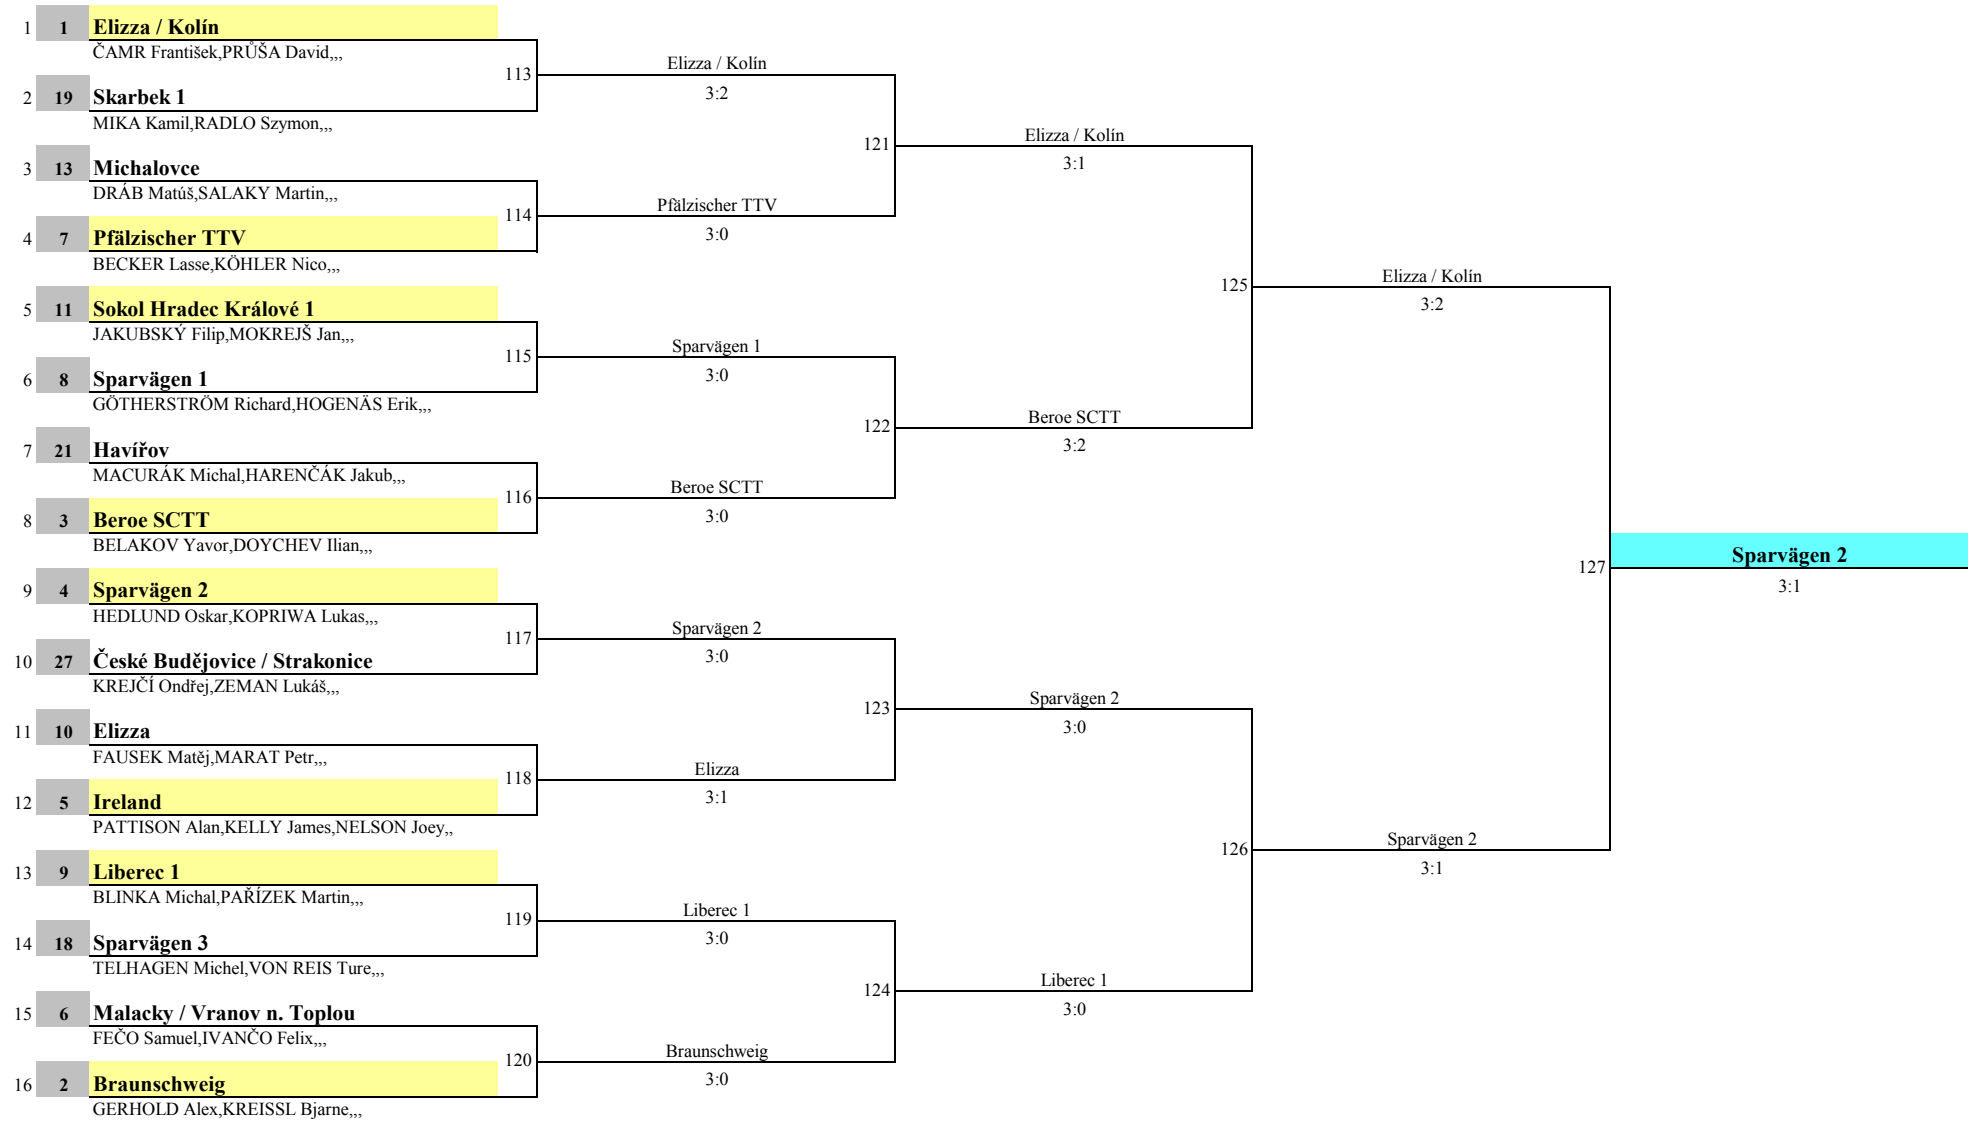 1 1 Elizza / Kolín
ČAMR František,PRŮŠA David,,,
113
Elizza / Kolín
3:2
2 19 Skarbek 1
MIKA Kamil,RADLO Szymon,,,
121
Elizza / Kolín
3:1
3 13 Michalovce
DRÁB Matúš,SALAKY Martin,,,
114
Pfälzischer TTV
3:0
4 7 Pfälzischer TTV
BECKER Lasse,KÖHLER Nico,,,
125
Elizza / Kolín
3:2
5 11 Sokol Hradec Králové 1
JAKUBSKÝ Filip,MOKREJŠ Jan,,,
115
Sparvägen 1
3:0
6 8 Sparvägen 1
GÖTHERSTRÖM Richard,HOGENÄS Erik,,,
122
Beroe SCTT
3:2
7 21 Havířov
MACURÁK Michal,HARENČÁK Jakub,,,
116
Beroe SCTT
3:0
8 3 Beroe SCTT
BELAKOV Yavor,DOYCHEV Ilian,,,
127
Sparvägen 2
3:1
9 4 Sparvägen 2
HEDLUND Oskar,KOPRIWA Lukas,,,
117
Sparvägen 2
3:0
10 27 České Budějovice / Strakonice
KREJČÍ Ondřej,ZEMAN Lukáš,,,
123
Sparvägen 2
3:0
11 10 Elizza
FAUSEK Matěj,MARAT Petr,,,
118
Elizza
3:1
12 5 Ireland
PATTISON Alan,KELLY James,NELSON Joey,,
126
Sparvägen 2
3:1
13 9 Liberec 1
BLINKA Michal,PAŘÍZEK Martin,,,
119
Liberec 1
3:0
14 18 Sparvägen 3
TELHAGEN Michel,VON REIS Ture,,,
124
Liberec 1
3:0
15 6 Malacky / Vranov n. Toplou
FEČO Samuel,IVANČO Felix,,,
120
Braunschweig
3:0
16 2 Braunschweig
GERHOLD Alex,KREISSL Bjarne,,,